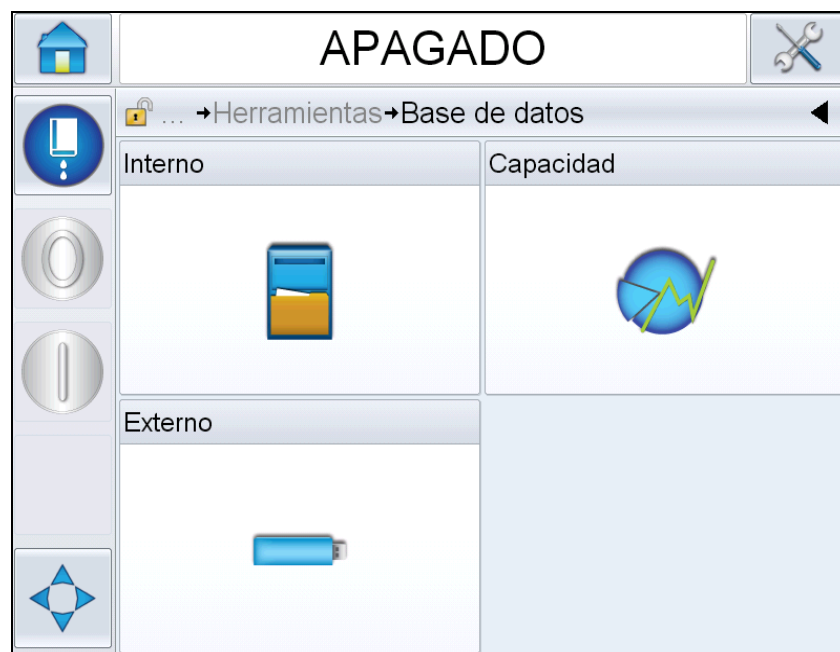 APAGADO
... →Herramientas→Base de datos
Interno
Capacidad
Externo